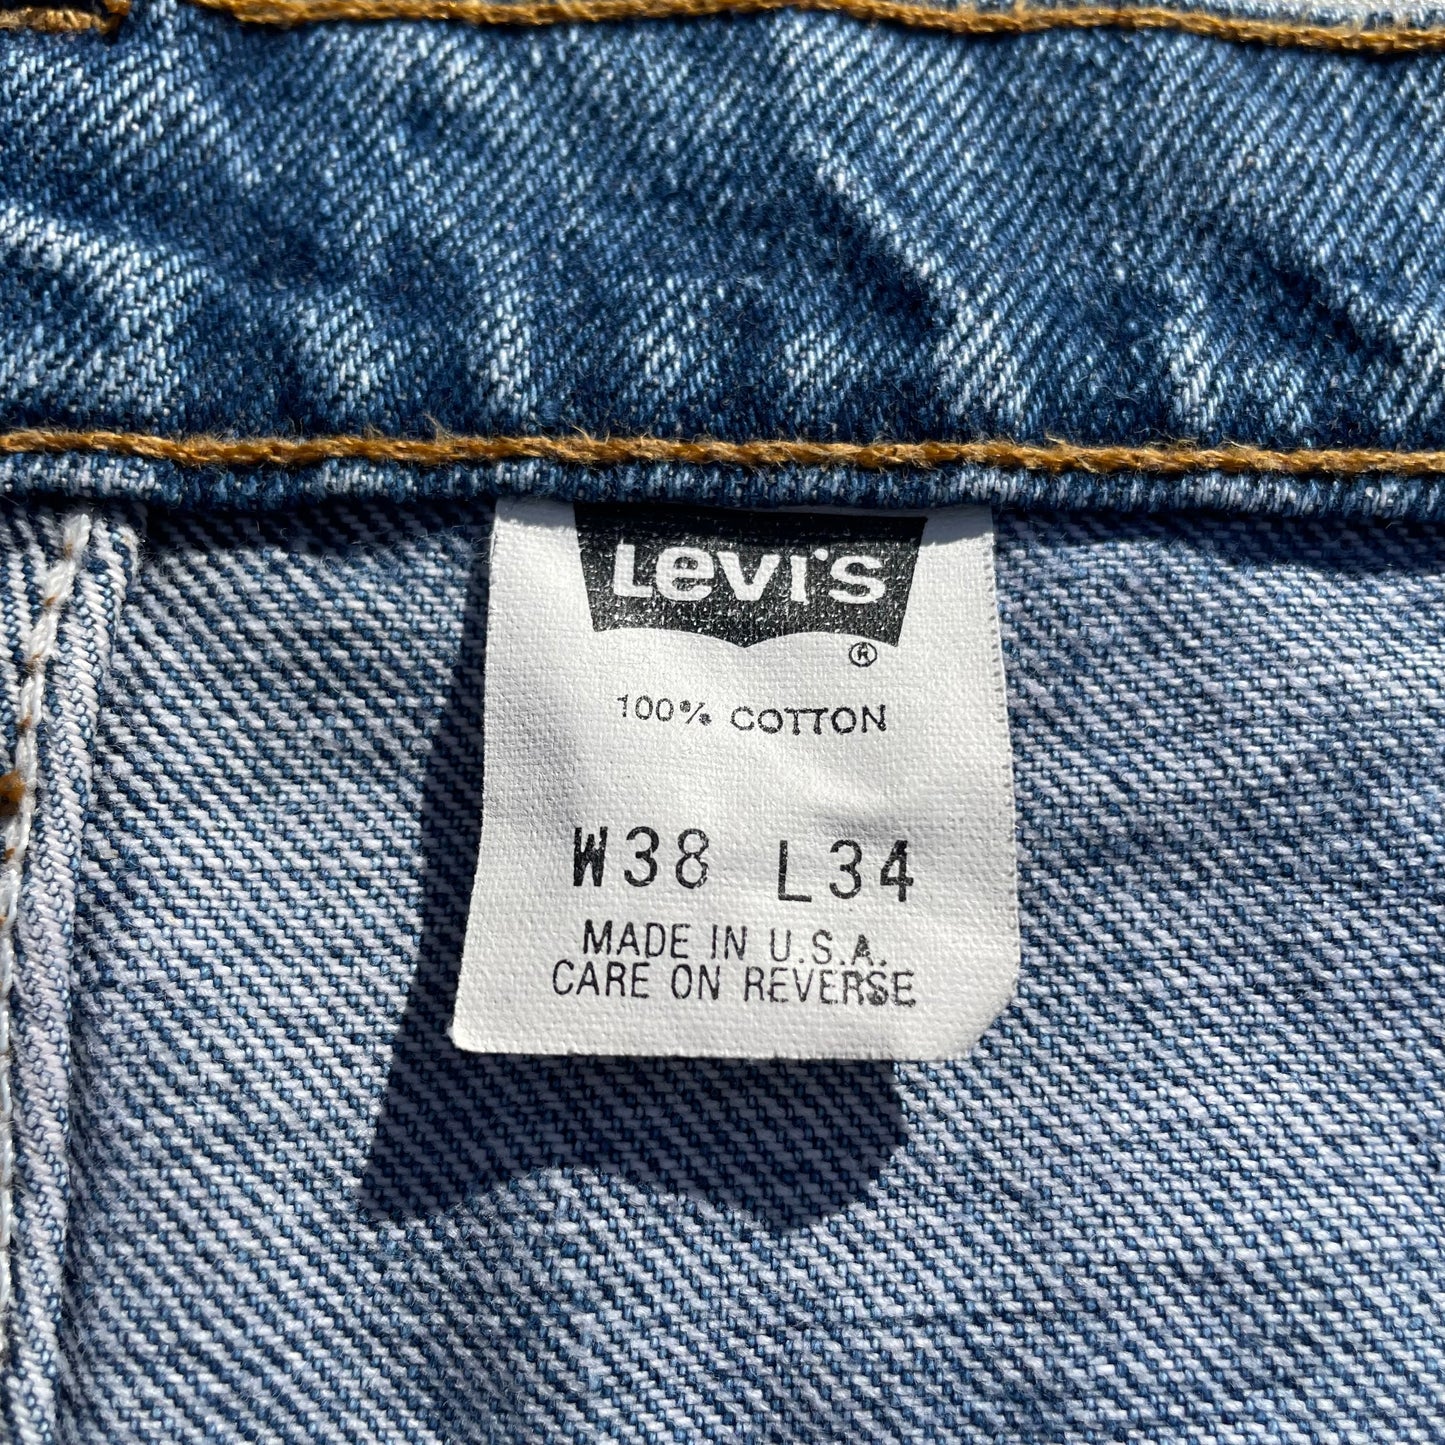 Levi's
®
100% COTTON
W38 L34
MADE IN U.S.A.
CARE ON REVERSE